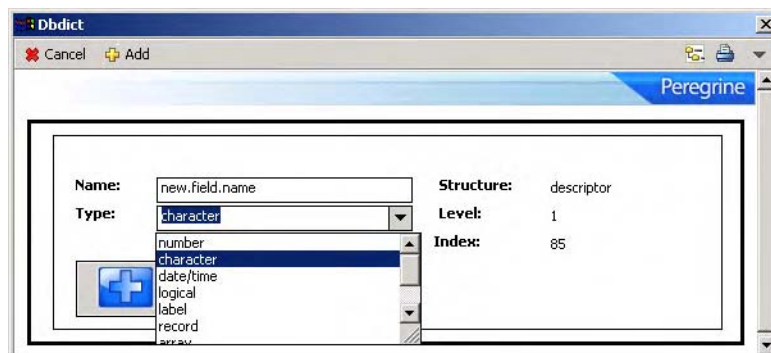 Dbdict
Cancel Add
Peregrine
Name: new.field.name Structure: descriptor
Type: character Level: 1
number Index: 85
character
date/time
logical
label
record
array